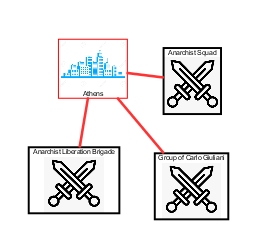 Anarchist Squad
Athens
Anarchist Liberation Brigade
Group of Carlo Giuliani